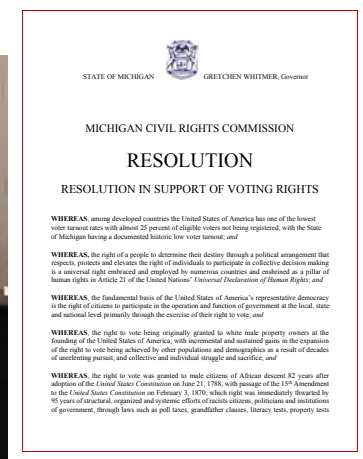 STATE OF MICHIGAN GRETCHEN WHITMER, Governor
MICHIGAN CIVIL RIGHTS COMMISSION
RESOLUTION
RESOLUTION IN SUPPORT OF VOTING RIGHTS
WHEREAS, among developed countries the United States of America has one of the lowest
voter turnout rates with almost 25 percent of eligible voters not being registered, with the State
of Michigan having a documented historic low voter turnout; and
WHEREAS, the right of a people to determine their destiny through a political arrangement that
respects, protects and elevates the right of individuals to participate in collective decision making
is a universal right embraced and employed by numerous countries and enshrined as a pillar of
human rights in Article 21 of the United Nations' Universal Declaration of Human Rights; and
WHEREAS, the fundamental basis of the United States of America's representative democracy
is the right of citizens to participate in the operation and function of government at the local, state
and national level primarily through the exercise of their right to vote; and
WHEREAS, the right to vote being originally granted to white male property owners at the
founding of the United States of America, with incremental and sustained gains in the expansion
of the right to vote being achieved by other populations and demographics as a result of decades
of unrelenting pursuit, and collective and individual struggle and sacrifice; and
WHEREAS, the right to vote was granted to male citizens of African descent 82 years after
adoption of the United States Constitution on June 21, 1788, with passage of the 15th Amendment
to the United States Constitution on February 3, 1870, which right was immediately thwarted by
95 years of structural, organized and systemic efforts of racists citizens, politicians and institutions
of government, through laws such as poll taxes, grandfather clauses, literacy tests, property tests